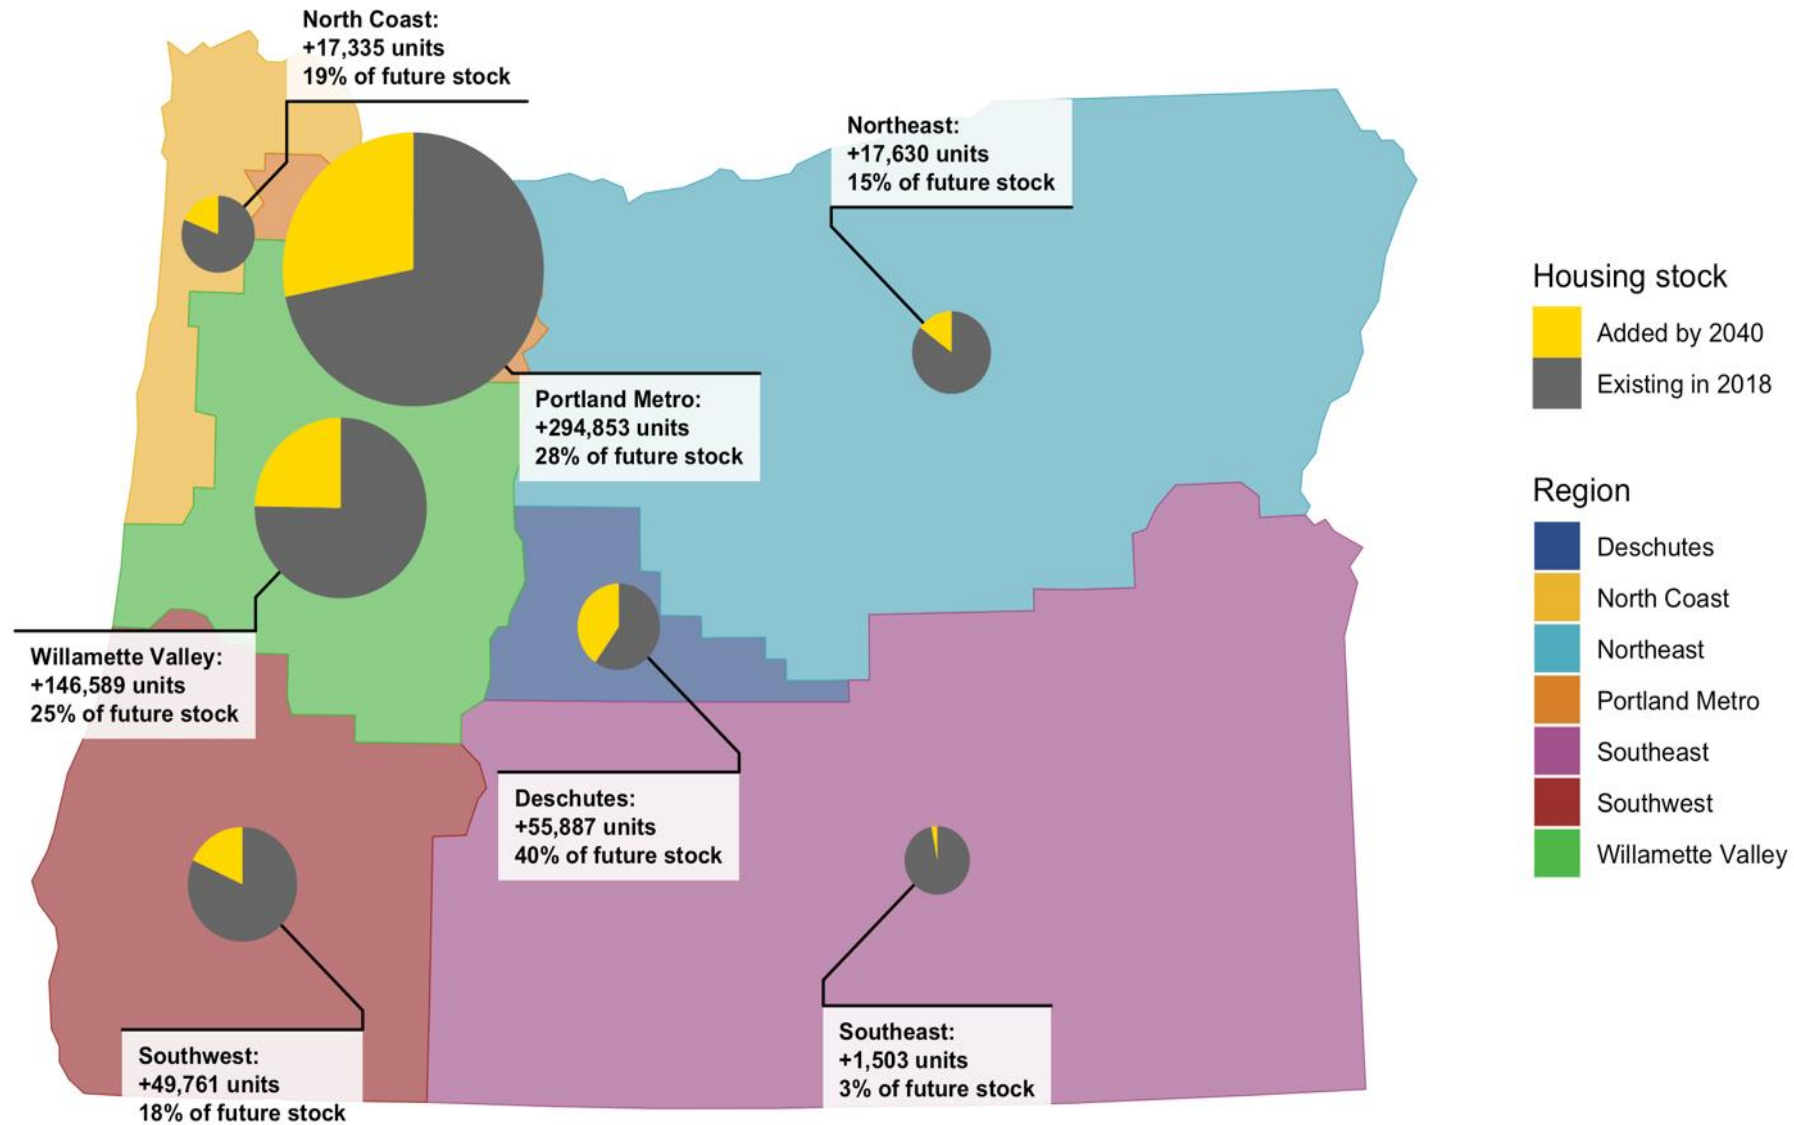 North Coast:
+17,335 units
19% of future stock
Northeast:
+17,630 units
15% of future stock
Portland Metro:
+294,853 units
28% of future stock
Willamette Valley:
+146,589 units
25% of future stock
Deschutes:
+55,887 units
40% of future stock
Southwest:
+49,761 units
18% of future stock
Southeast:
+1,503 units
3% of future stock
Housing stock
Added by 2040
Existing in 2018
Region
Deschutes
North Coast
Northeast
Portland Metro
Southeast
Southwest
Willamette Valley